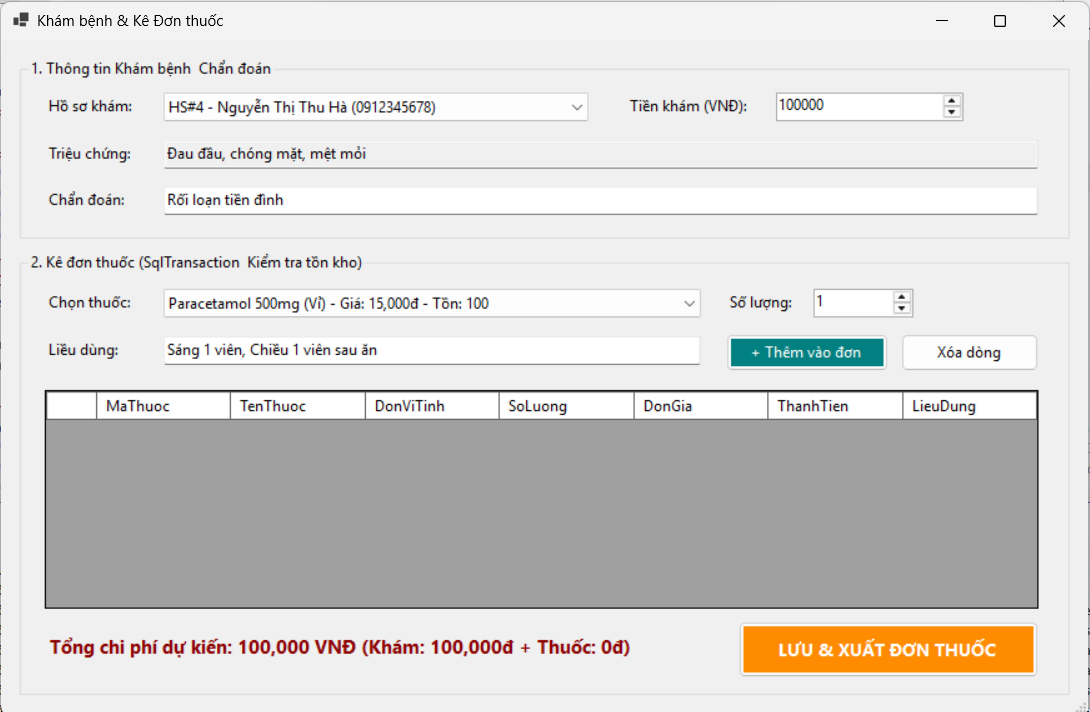 Khám bệnh & Kê Đơn thuốc
1. Thông tin Khám bệnh  Chẩn đoán
Hồ sơ khám: HS#4 - Nguyễn Thị Thu Hà (0912345678) Tiền khám (VNĐ): 100000
Triệu chứng: Đau đầu, chóng mặt, mệt mỏi
Chẩn đoán: Rối loạn tiền đình
2. Kê đơn thuốc (SqlTransaction  Kiểm tra tồn kho)
Chọn thuốc: Paracetamol 500mg (Vỉ) - Giá: 15,000đ - Tồn: 100 Số lượng: 1
Liều dùng: Sáng 1 viên, Chiều 1 viên sau ăn + Thêm vào đơn Xóa dòng
MaThuoc TenThuoc DonViTinh SoLuong DonGia ThanhTien LieuDung
Tổng chi phí dự kiến: 100,000 VNĐ (Khám: 100,000đ + Thuốc: 0đ) LƯU & XUẤT ĐƠN THUỐC